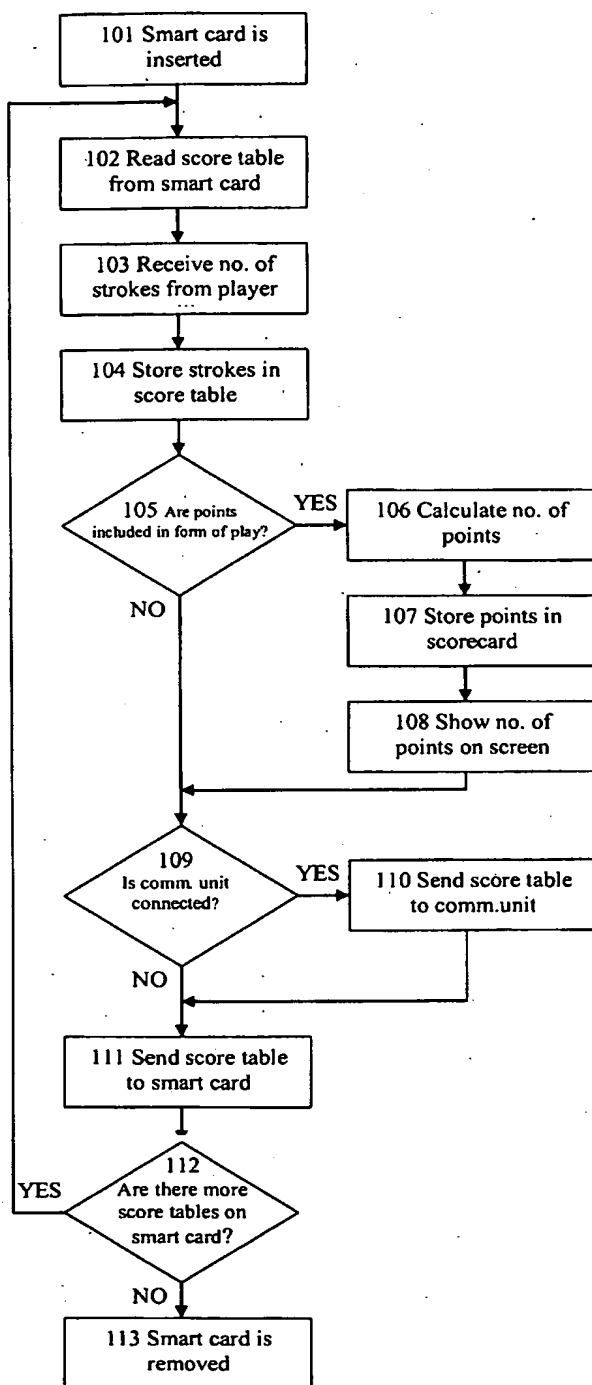 101 Smart card is
inserted
102 Read score table
from smart card
103 Receive no. of
strokes from player
...
104 Store strokes in
score table
105 Are points
included in form of play?
YES
106 Calculate no. of
points
NO
107 Store points in
scorecard
108 Show no. of
points on screen
109
Is comm. unit
connected?
YES
110 Send score table
to comm.unit
NO
111 Send score table
to smart card
112
Are there more
score tables on
smart card?
YES
NO
113 Smart card is
removed